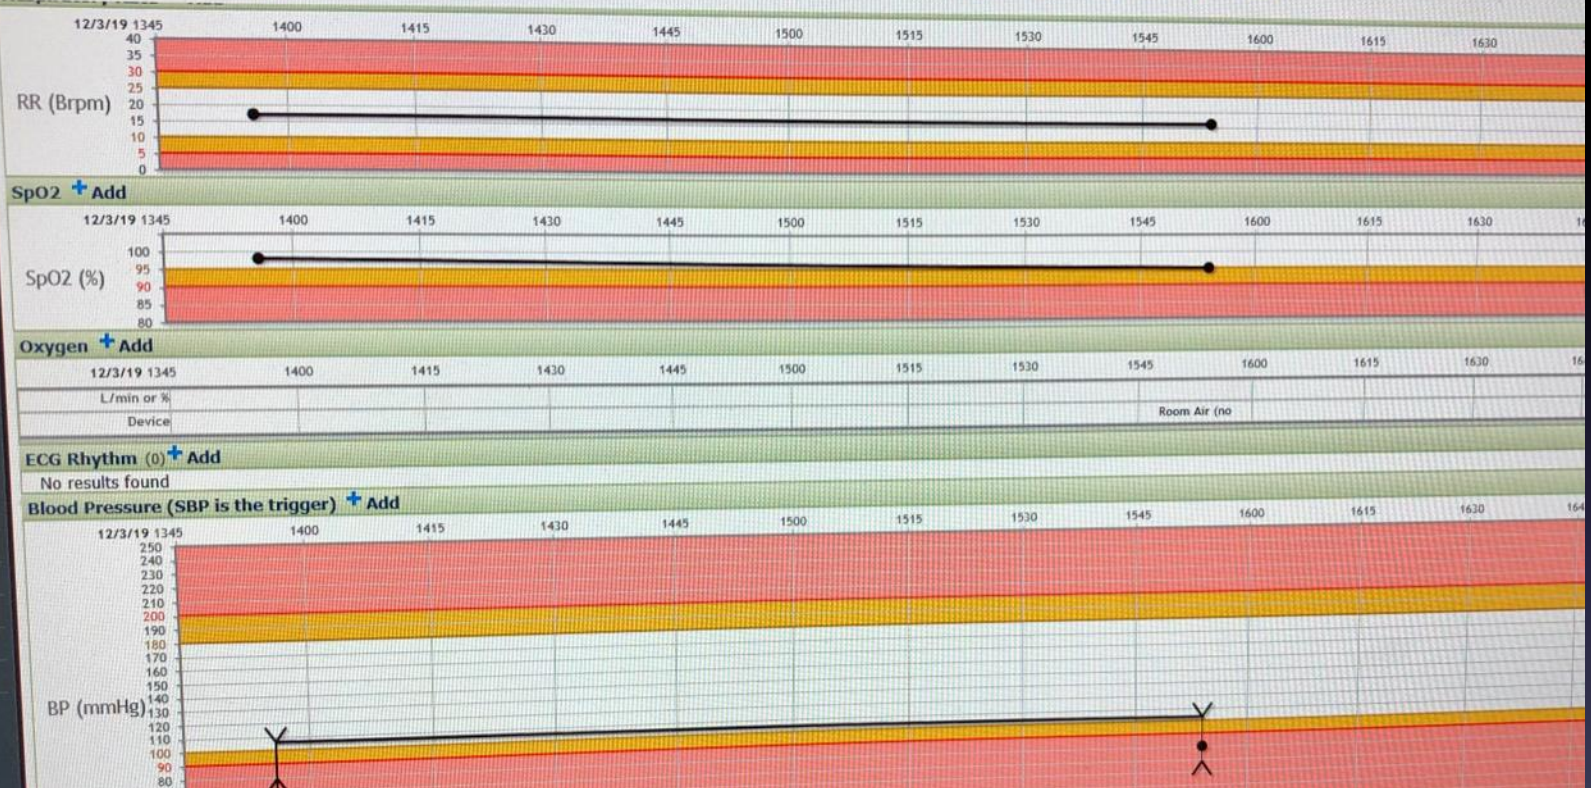 12/3/19 1345 1400 1415 1430 1445 1500 1515 1530 1545 1600 1615 1630
40
35
30
25
RR (Brpm) 20
15
10
5
0
SpO2 + Add
12/3/19 1345 1400 1415 1430 1445 1500 1515 1530 1545 1600 1615 1630
100
95
SpO2 (%) 90
85
80
Oxygen + Add
12/3/19 1345 1400 1415 1430 1445 1500 1515 1530 1545 1600 1615 1630
L/min or %
Device Room Air (no
ECG Rhythm (0) + Add
No results found
Blood Pressure (SBP is the trigger) + Add
12/3/19 1345 1400 1415 1430 1445 1500 1515 1530 1545 1600 1615 1630 164
250
240
230
220
210
200
190
180
170
160
150
140
BP (mmHg) 130
120
110
100
90
80